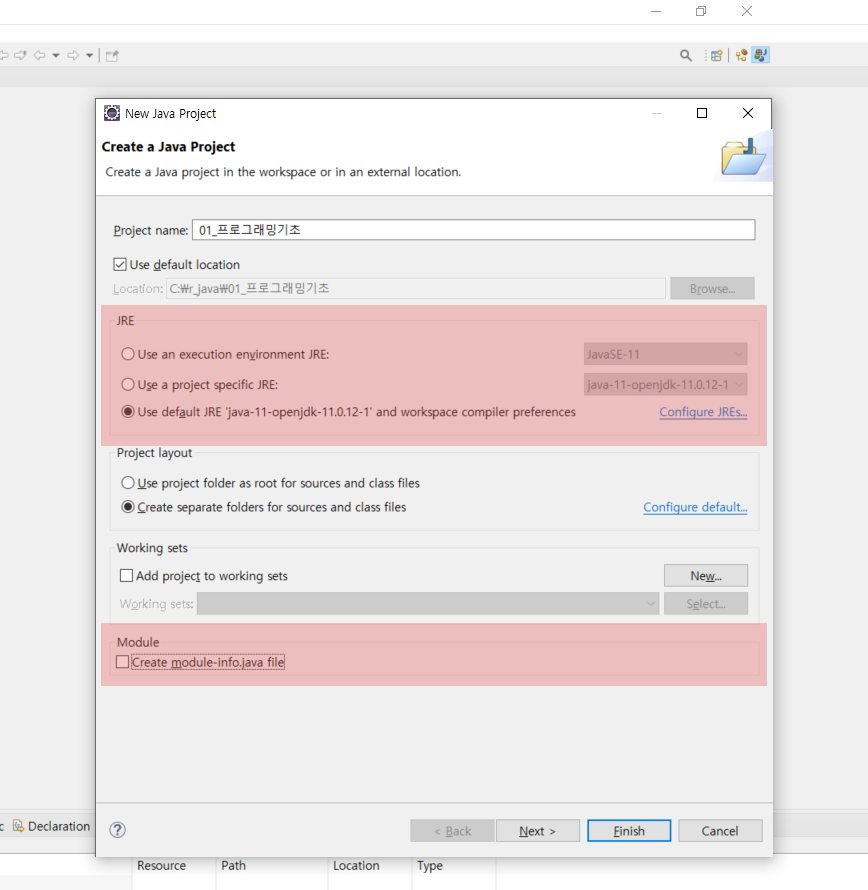 New Java Project
Create a Java Project
Create a Java project in the workspace or in an external location.
Project name: 01_프로그래밍기초
Use default location
Location: C:₩r_java₩01_프로그래밍기초 Browse...
JRE
Use an execution environment JRE: JavaSE-11
Use a project specific JRE: java-11-openjdk-11.0.12-1
Use default JRE 'java-11-openjdk-11.0.12-1' and workspace compiler preferences Configure JREs...
Project layout
Use project folder as root for sources and class files
Create separate folders for sources and class files Configure default...
Working sets
Add project to working sets New...
Working sets: Select...
Module
Create module-info.java file
c Declaration ? < Back Next > Finish Cancel
Resource Path Location Type